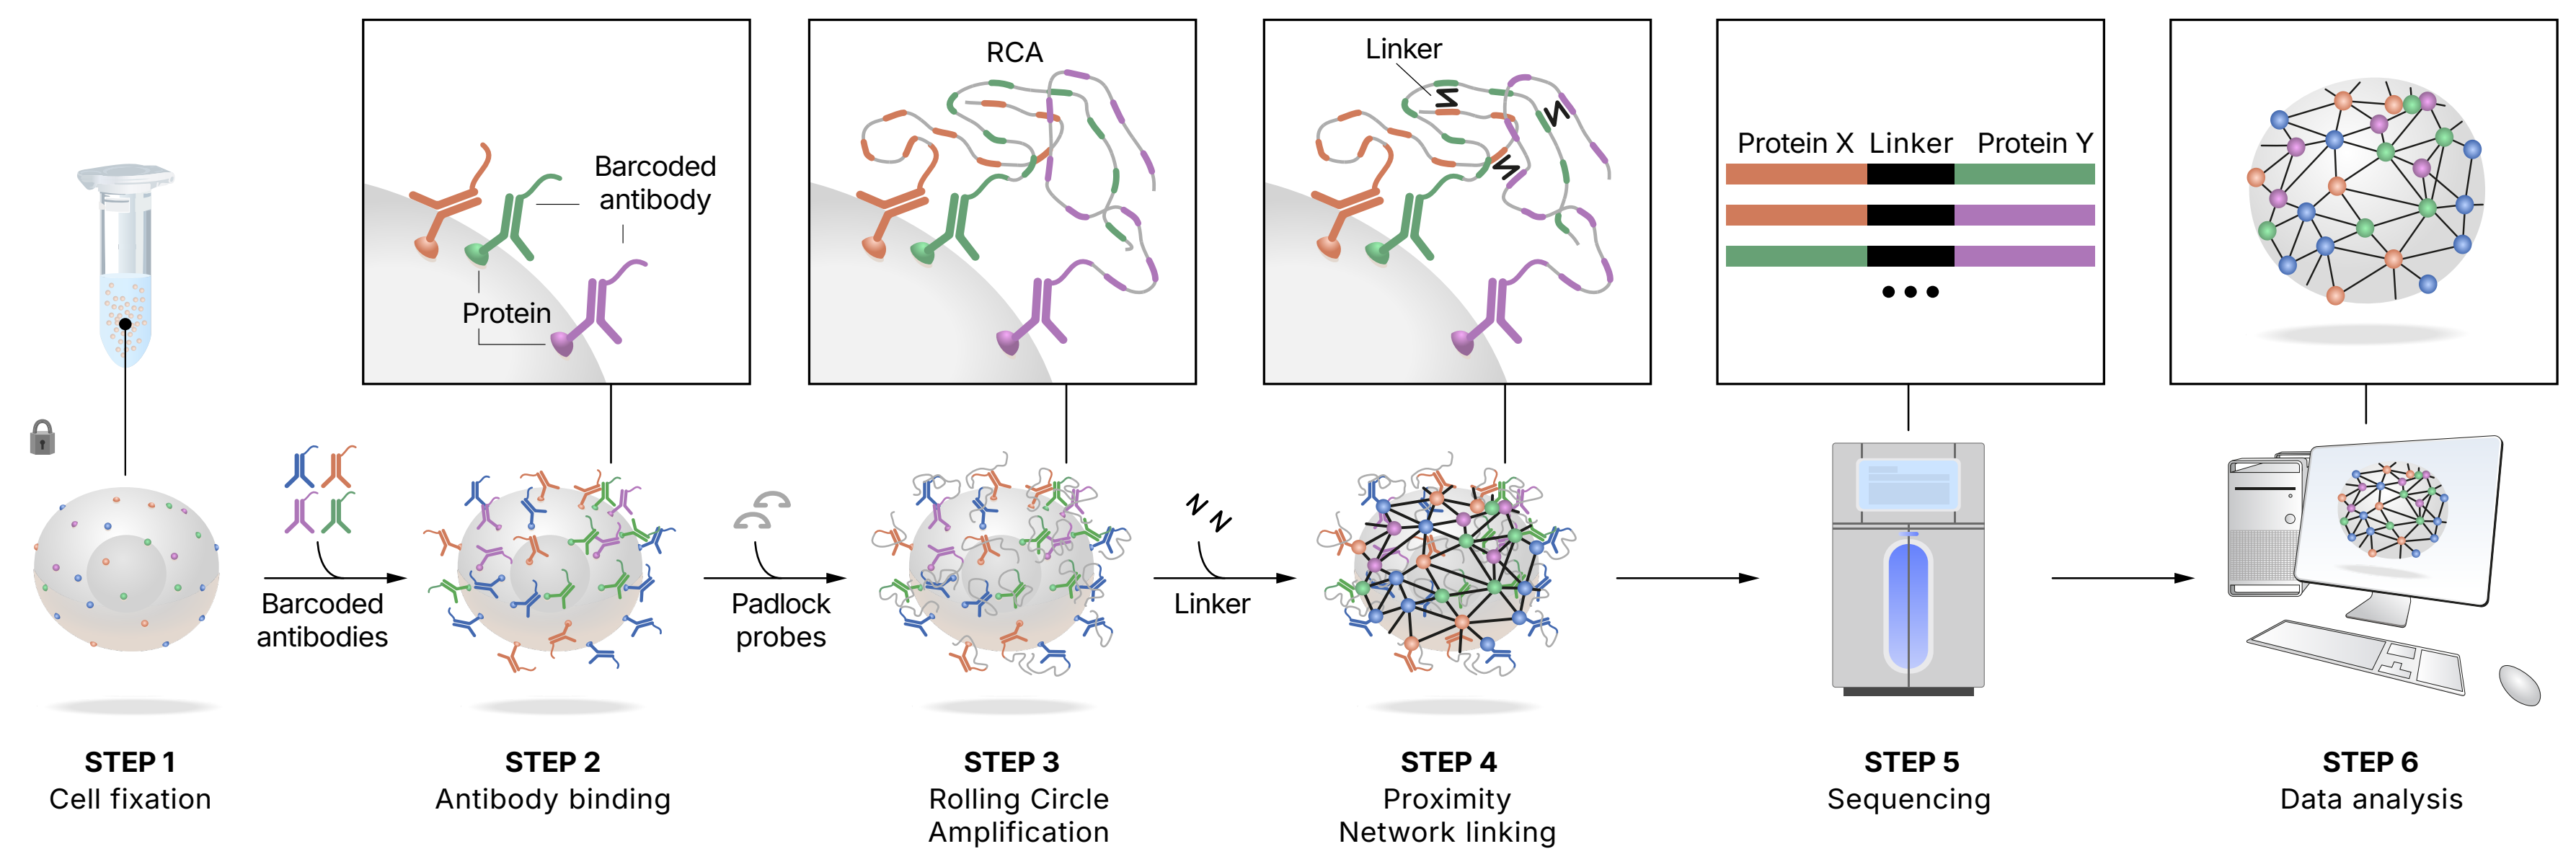 Barcoded
antibody
Protein
RCA
Linker
Protein X Linker Protein Y
Barcoded
antibodies
Padlock
probes
Linker
STEP 1
Cell fixation
STEP 2
Antibody binding
STEP 3
Rolling Circle
Amplification
STEP 4
Proximity
Network linking
STEP 5
Sequencing
STEP 6
Data analysis